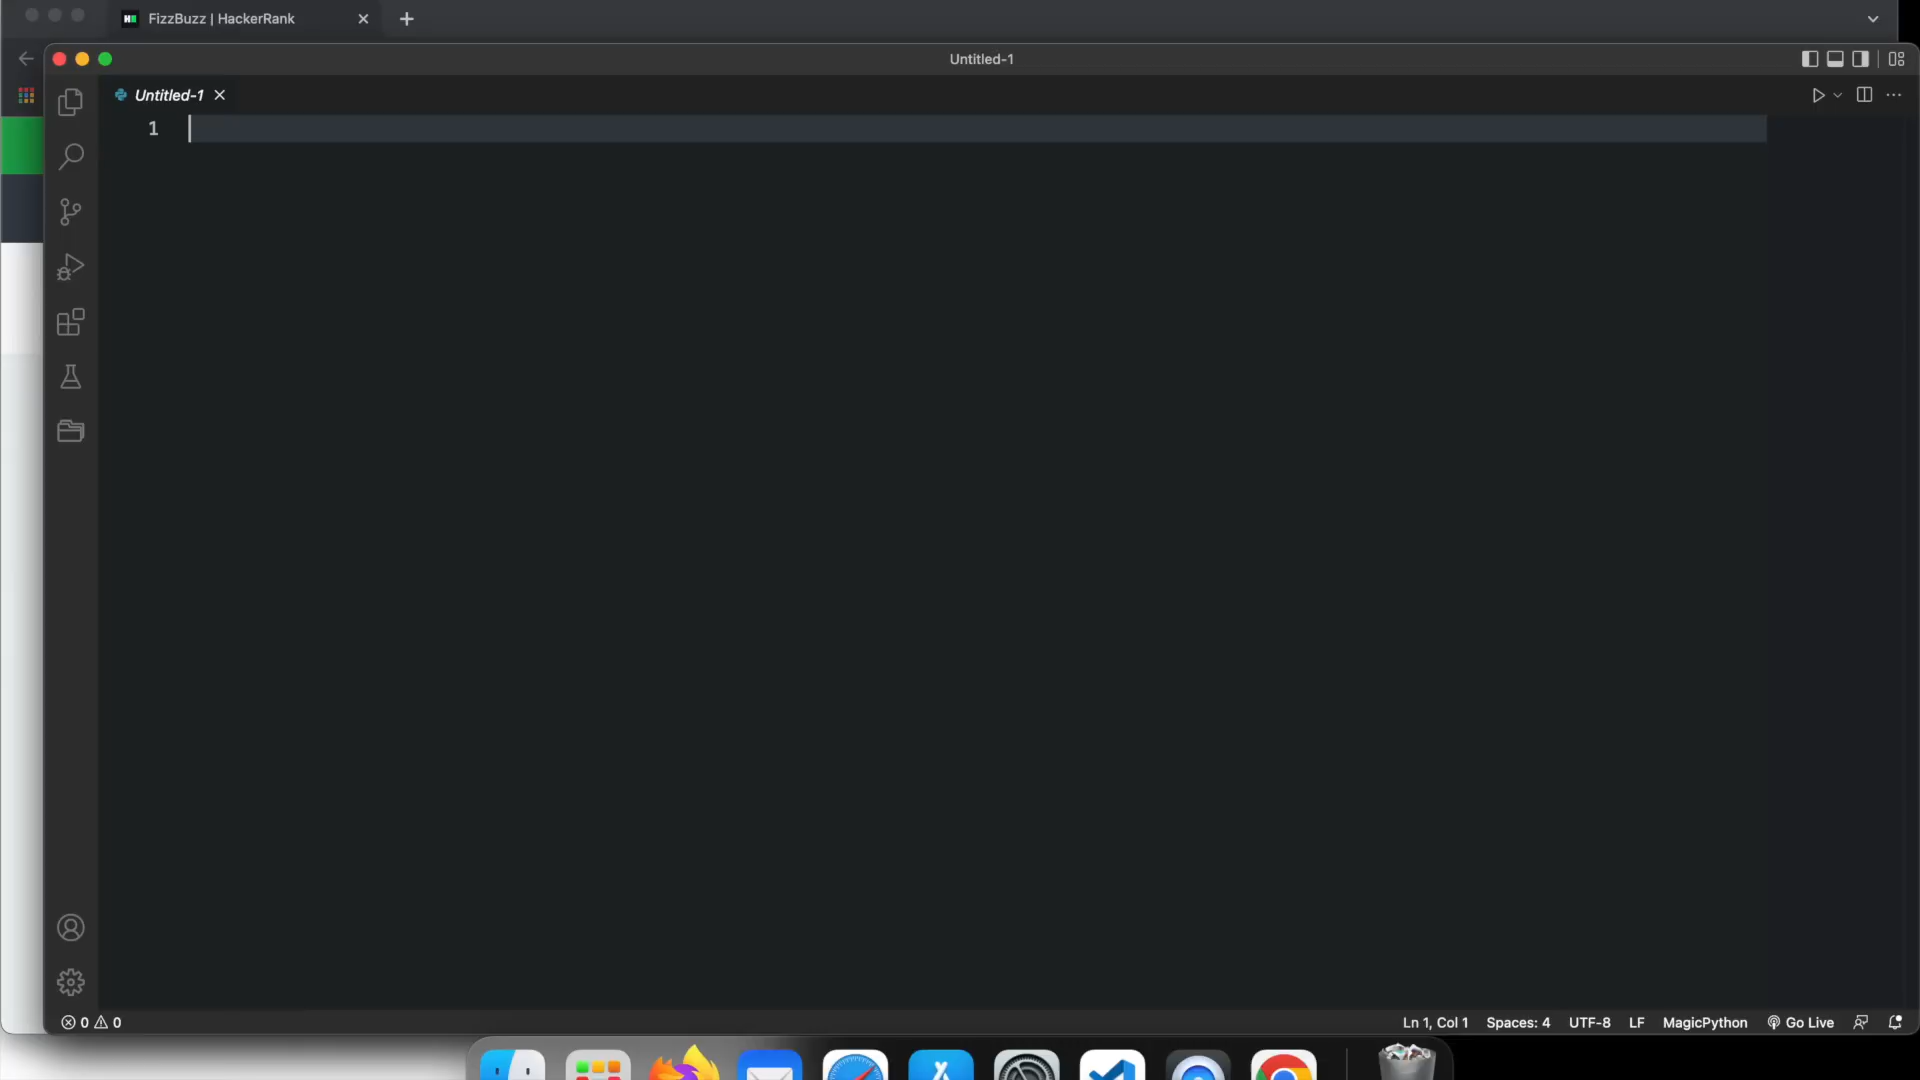 FizzBuzz | HackerRank
Untitled-1
Untitled-1
1
0 0
Ln 1, Col 1 Spaces: 4 UTF-8 LF MagicPython Go Live